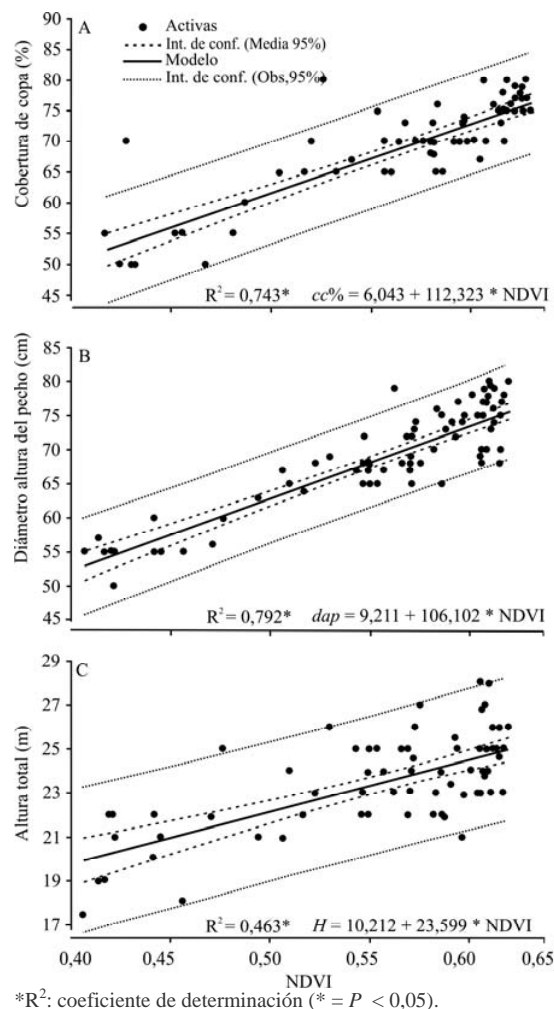 A
Activas
Int. de conf. (Media 95%)
Modelo
Int. de conf. (Obs,95%)
Cobertura de copa (%)
90
85
80
75
70
65
60
55
50
45
R² = 0,743* cc% = 6,043 + 112,323 * NDVI
B
Diámetro altura del pecho (cm)
85
80
75
70
65
60
55
50
45
R² = 0,792* dap = 9,211 + 106,102 * NDVI
C
Altura total (m)
29
27
25
23
21
19
17
R² = 0,463* H = 10,212 + 23,599 * NDVI
0,40 0,45 0,50 0,55 0,60 0,65
NDVI
*R²: coeficiente de determinación (* = P < 0,05).